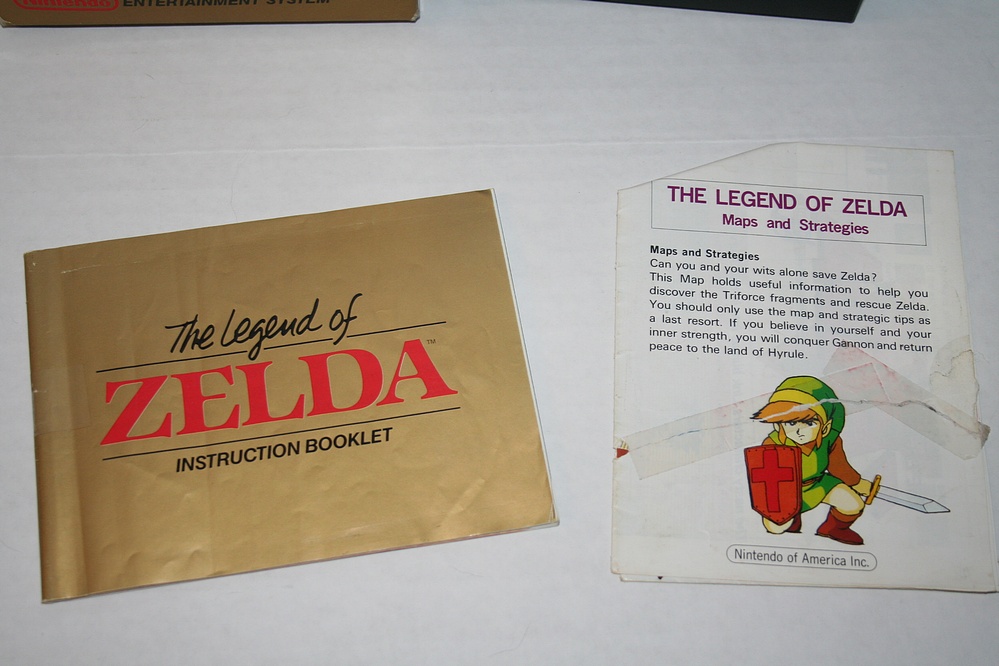 Nintendo ENTERTAINMENT SYSTEM
The Legend of
ZELDA™
INSTRUCTION BOOKLET
THE LEGEND OF ZELDA
Maps and Strategies
Maps and Strategies
Can you and your wits alone save Zelda?
This Map holds useful information to help you
discover the Triforce fragments and rescue Zelda.
You should only use the map and strategic tips as
a last resort. If you believe in yourself and your
inner strength, you will conquer Gannon and return
peace to the land of Hyrule.
Nintendo of America Inc.